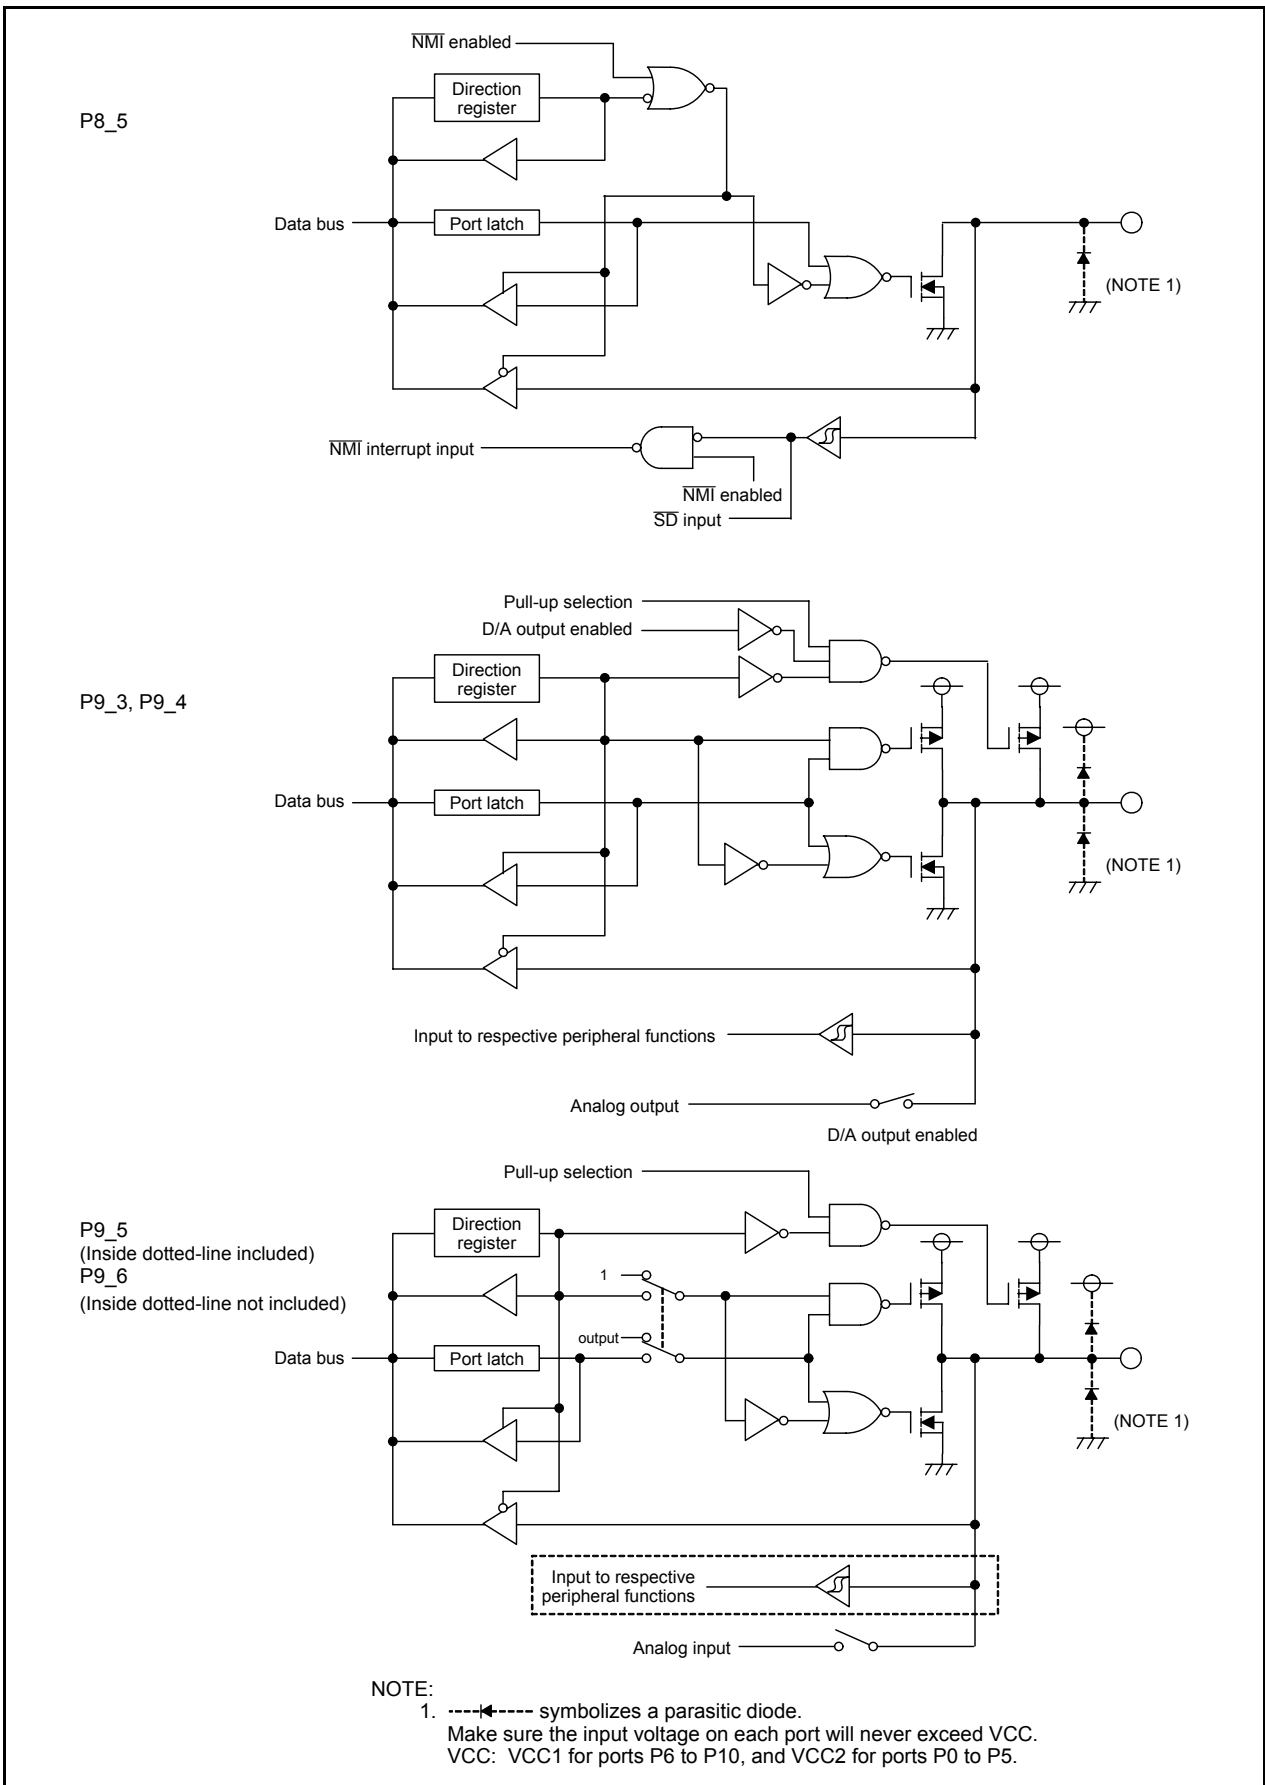 N̅M̅I̅ enabled
Direction
register
P8_5
Data bus
Port latch
(NOTE 1)
N̅M̅I̅ interrupt input
N̅M̅I̅ enabled
S̅D̅ input
Pull-up selection
D/A output enabled
Direction
register
P9_3, P9_4
Data bus
Port latch
(NOTE 1)
Input to respective peripheral functions
Analog output
D/A output enabled
Pull-up selection
Direction
register
P9_5
(Inside dotted-line included)
P9_6
(Inside dotted-line not included)
1
output
Data bus
Port latch
(NOTE 1)
Input to respective
peripheral functions
Analog input
NOTE:
1. symbolizes a parasitic diode.
Make sure the input voltage on each port will never exceed VCC.
VCC: VCC1 for ports P6 to P10, and VCC2 for ports P0 to P5.